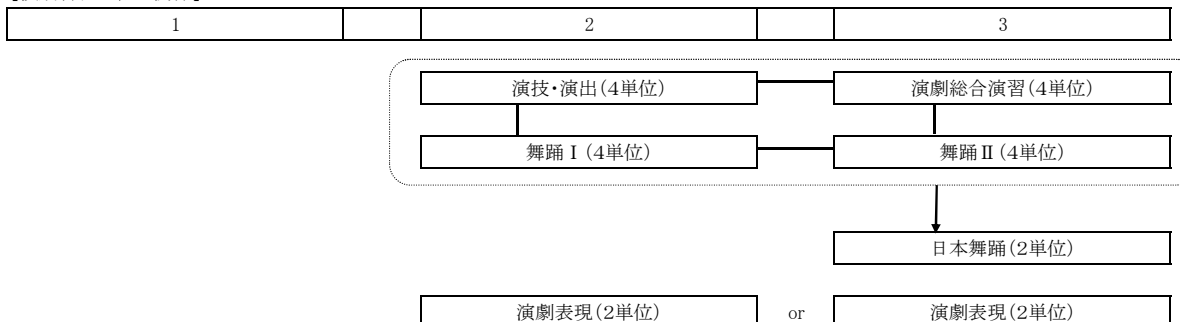 1 2 3
演技・演出(4単位) 演劇総合演習(4単位)
舞踊Ⅰ(4単位) 舞踊Ⅱ(4単位)
日本舞踊(2単位)
演劇表現(2単位) or 演劇表現(2単位)